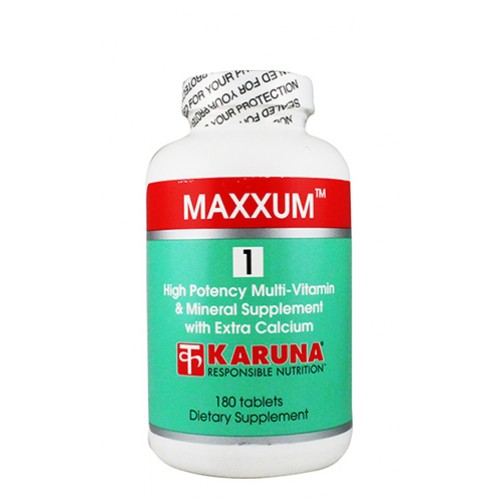 SEALED FOR YOUR PROTECTION
MAXXUM™
1
High Potency Multi-Vitamin
& Mineral Supplement
with Extra Calcium
KARUNA®
RESPONSIBLE NUTRITION™
180 tablets
Dietary Supplement